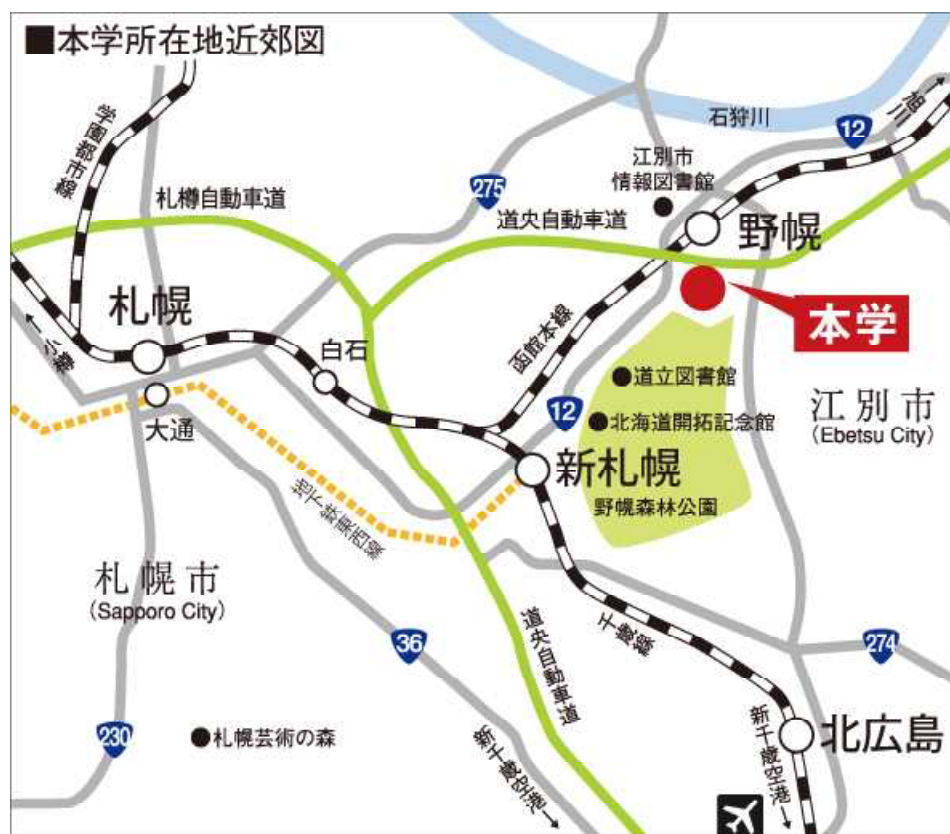 ■本学所在地近郊図
学園都市線
札樽自動車道
275
石狩川
12
旭川
江別市
情報図書館
道央自動車道
野幌
本学
札幌
小樽
白石
函館本線
大通
12
●道立図書館
●北海道開拓記念館
江別市
(Ebetsu City)
新札幌
野幌森林公園
地下鉄東西線
札幌市
(Sapporo City)
36
道央自動車道
千歳線
274
230
●札幌芸術の森
新千歳空港
新千歳空港
北広島